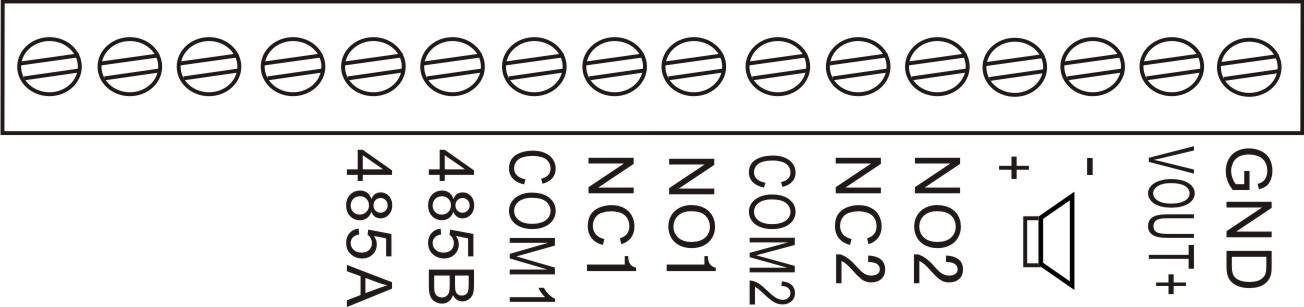 485A
485B
COM1
NC1
NO1
COM2
NC2
NO2
+
-
VOUT+
GND